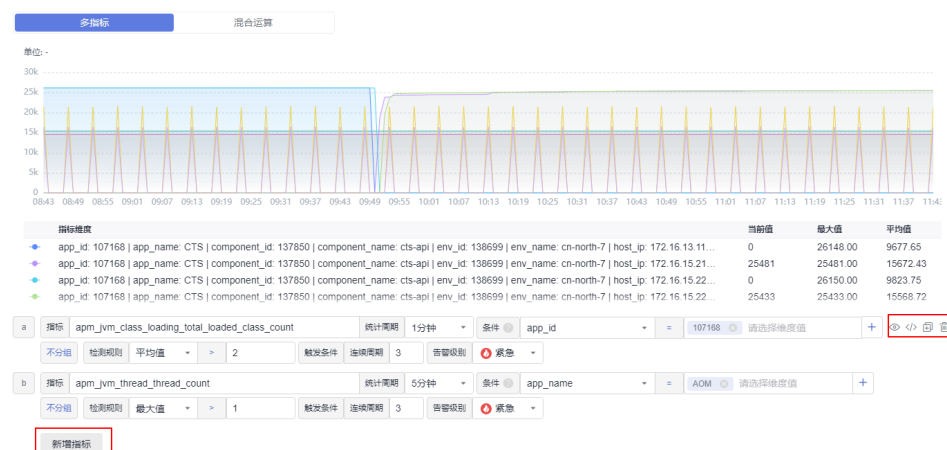 多指标 混合运算
单位: -
30k
25k
20k
15k
10k
5k
0
08:43 08:49 08:55 09:01 09:07 09:13 09:19 09:25 09:31 09:37 09:43 09:49 09:55 10:01 10:07 10:13 10:19 10:25 10:31 10:37 10:43 10:49 10:55 11:01 11:07 11:13 11:19 11:25 11:31 11:37 11:43
指标维度 当前值 最大值 平均值
app_id: 107168 | app_name: CTS | component_id: 137850 | component_name: cts-api | env_id: 138699 | env_name: cn-north-7 | host_ip: 172.16.13.11... 0 26148.00 9677.65
app_id: 107168 | app_name: CTS | component_id: 137850 | component_name: cts-api | env_id: 138699 | env_name: cn-north-7 | host_ip: 172.16.15.21... 25481 25481.00 15672.43
app_id: 107168 | app_name: CTS | component_id: 137850 | component_name: cts-api | env_id: 138699 | env_name: cn-north-7 | host_ip: 172.16.15.22... 0 26150.00 9823.75
app_id: 107168 | app_name: CTS | component_id: 137850 | component_name: cts-api | env_id: 138699 | env_name: cn-north-7 | host_ip: 172.16.15.22... 25433 25433.00 15568.72
a 指标 apm_jvm_class_loading_total_loaded_class_count 统计周期 1分钟 条件 app_id = 107168 请选择维度值 +
不分组 检测规则 平均值 > 2 触发条件 连续周期 3 告警级别 紧急
b 指标 apm_jvm_thread_thread_count 统计周期 5分钟 条件 app_name = AOM 请选择维度值 +
不分组 检测规则 最大值 > 1 触发条件 连续周期 3 告警级别 紧急
新增指标